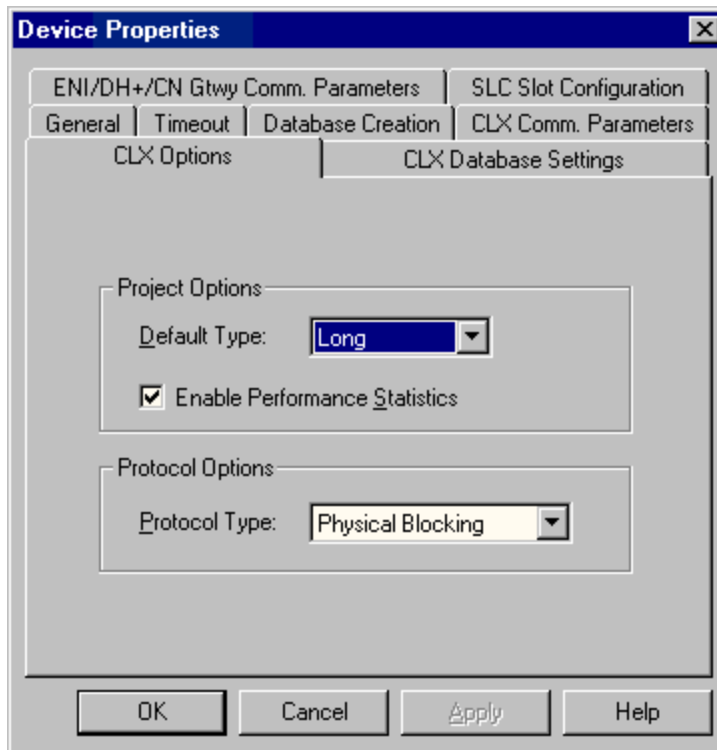 Device Properties
ENI/DH+/CN Gtwy Comm. Parameters SLC Slot Configuration
General Timeout Database Creation CLX Comm. Parameters
CLX Options CLX Database Settings
Project Options
Default Type: Long
Enable Performance Statistics
Protocol Options
Protocol Type: Physical Blocking
OK Cancel Apply Help